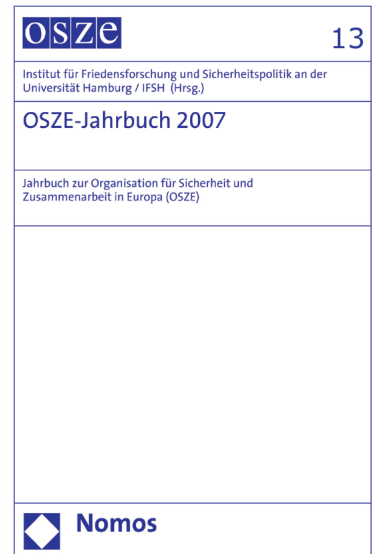 osze
13
Institut für Friedensforschung und Sicherheitspolitik an der
Universität Hamburg / IFSH (Hrsg.)
OSZE-Jahrbuch 2007
Jahrbuch zur Organisation für Sicherheit und
Zusammenarbeit in Europa (OSZE)
Nomos